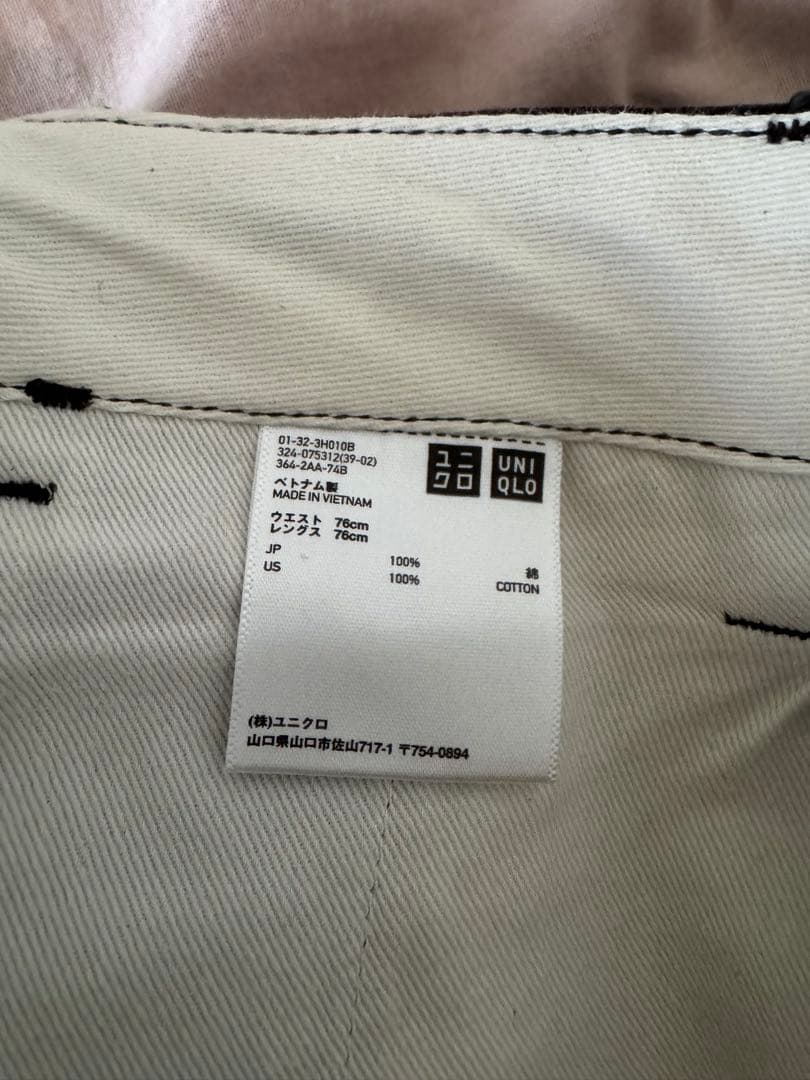 01-32-3H010B
324-075312(39-02)
364-2AA-74B
ユニ
クロ
UNI
QLO
ベトナム製
MADE IN VIETNAM
ウエスト 76cm
レングス 76cm
JP 100% 綿
US 100% COTTON
(株)ユニクロ
山口県山口市佐山717-1 〒754-0894